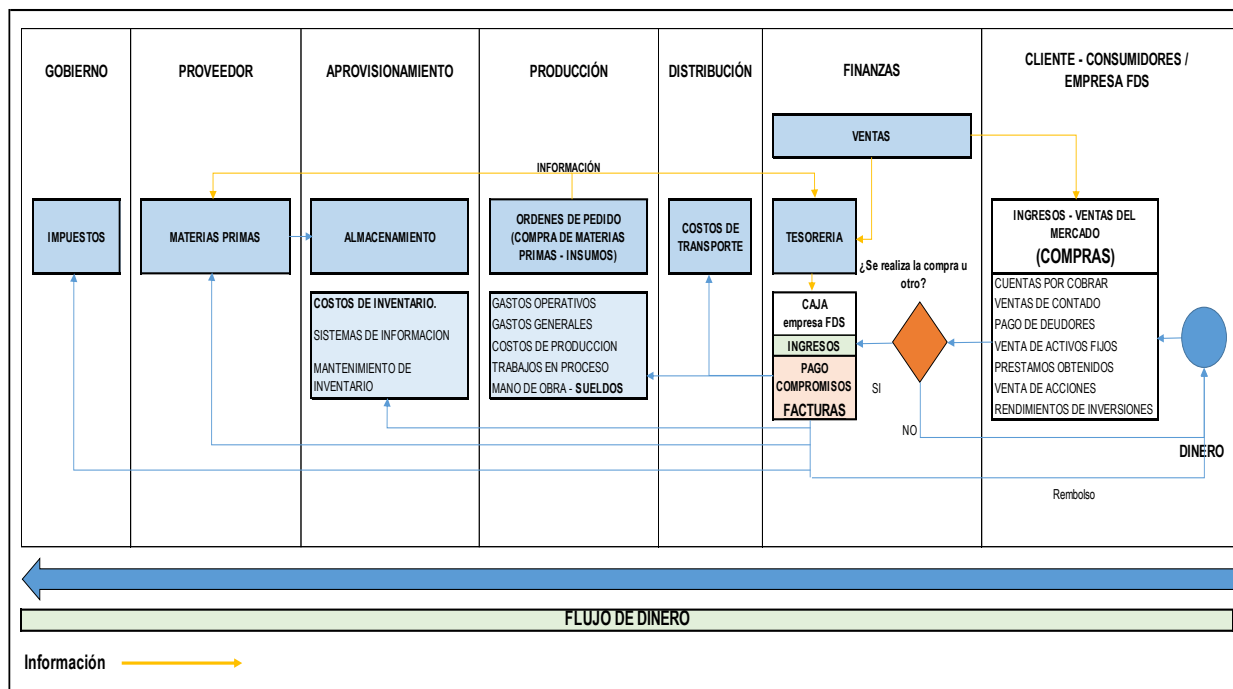 GOBIERNO
PROVEEDOR
APROVISIONAMIENTO
PRODUCCIÓN
DISTRIBUCIÓN
FINANZAS
CLIENTE - CONSUMIDORES /
EMPRESA FDS
VENTAS
INFORMACIÓN
IMPUESTOS
MATERIAS PRIMAS
ALMACENAMIENTO
ORDENES DE PEDIDO
(COMPRA DE MATERIAS
PRIMAS - INSUMOS)
COSTOS DE
TRANSPORTE
TESORERIA
INGRESOS - VENTAS DEL
MERCADO
(COMPRAS)
¿Se realiza la compra u
otro?
COSTOS DE INVENTARIO.
SISTEMAS DE INFORMACION
MANTENIMIENTO DE
INVENTARIO
GASTOS OPERATIVOS
GASTOS GENERALES
COSTOS DE PRODUCCION
TRABAJOS EN PROCESO
MANO DE OBRA - SUELDOS
CAJA
empresa FDS
INGRESOS
PAGO
COMPROMISOS
FACTURAS
SI
NO
CUENTAS POR COBRAR
VENTAS DE CONTADO
PAGO DE DEUDORES
VENTA DE ACTIVOS FIJOS
PRESTAMOS OBTENIDOS
VENTA DE ACCIONES
RENDIMIENTOS DE INVERSIONES
DINERO
Rembolso
FLUJO DE DINERO
Información